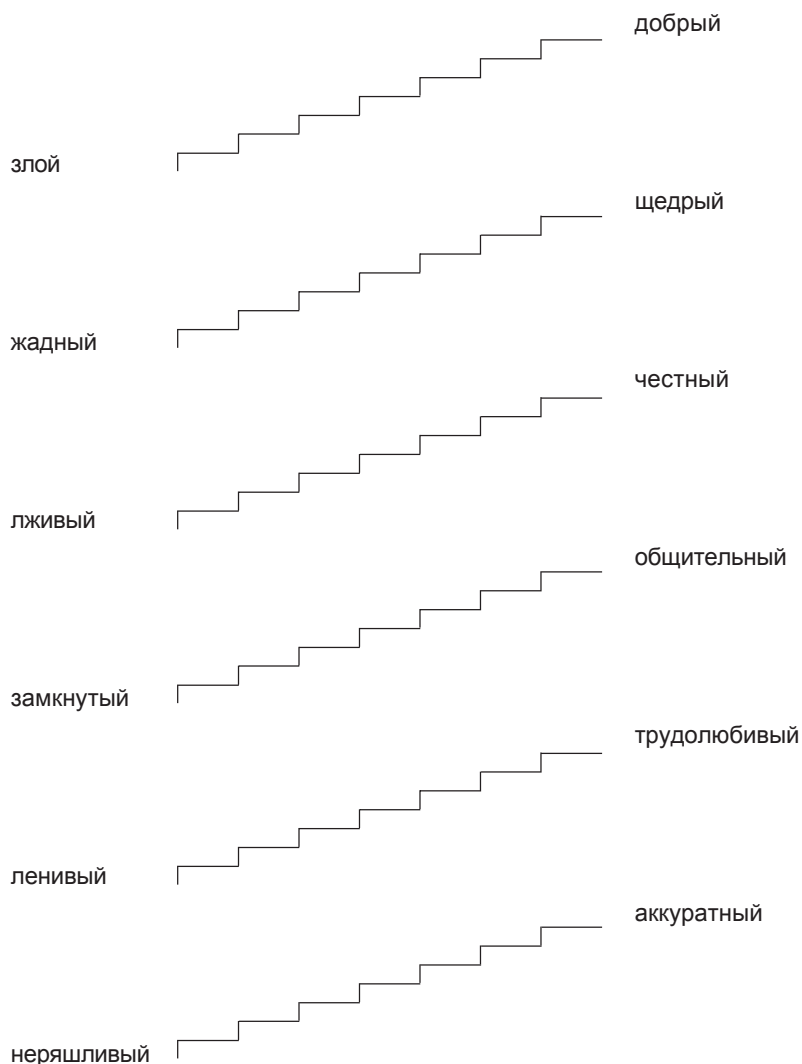 добрый
злой
щедрый
жадный
честный
лживый
общительный
замкнутый
трудолюбивый
ленивый
аккуратный
неряшливый